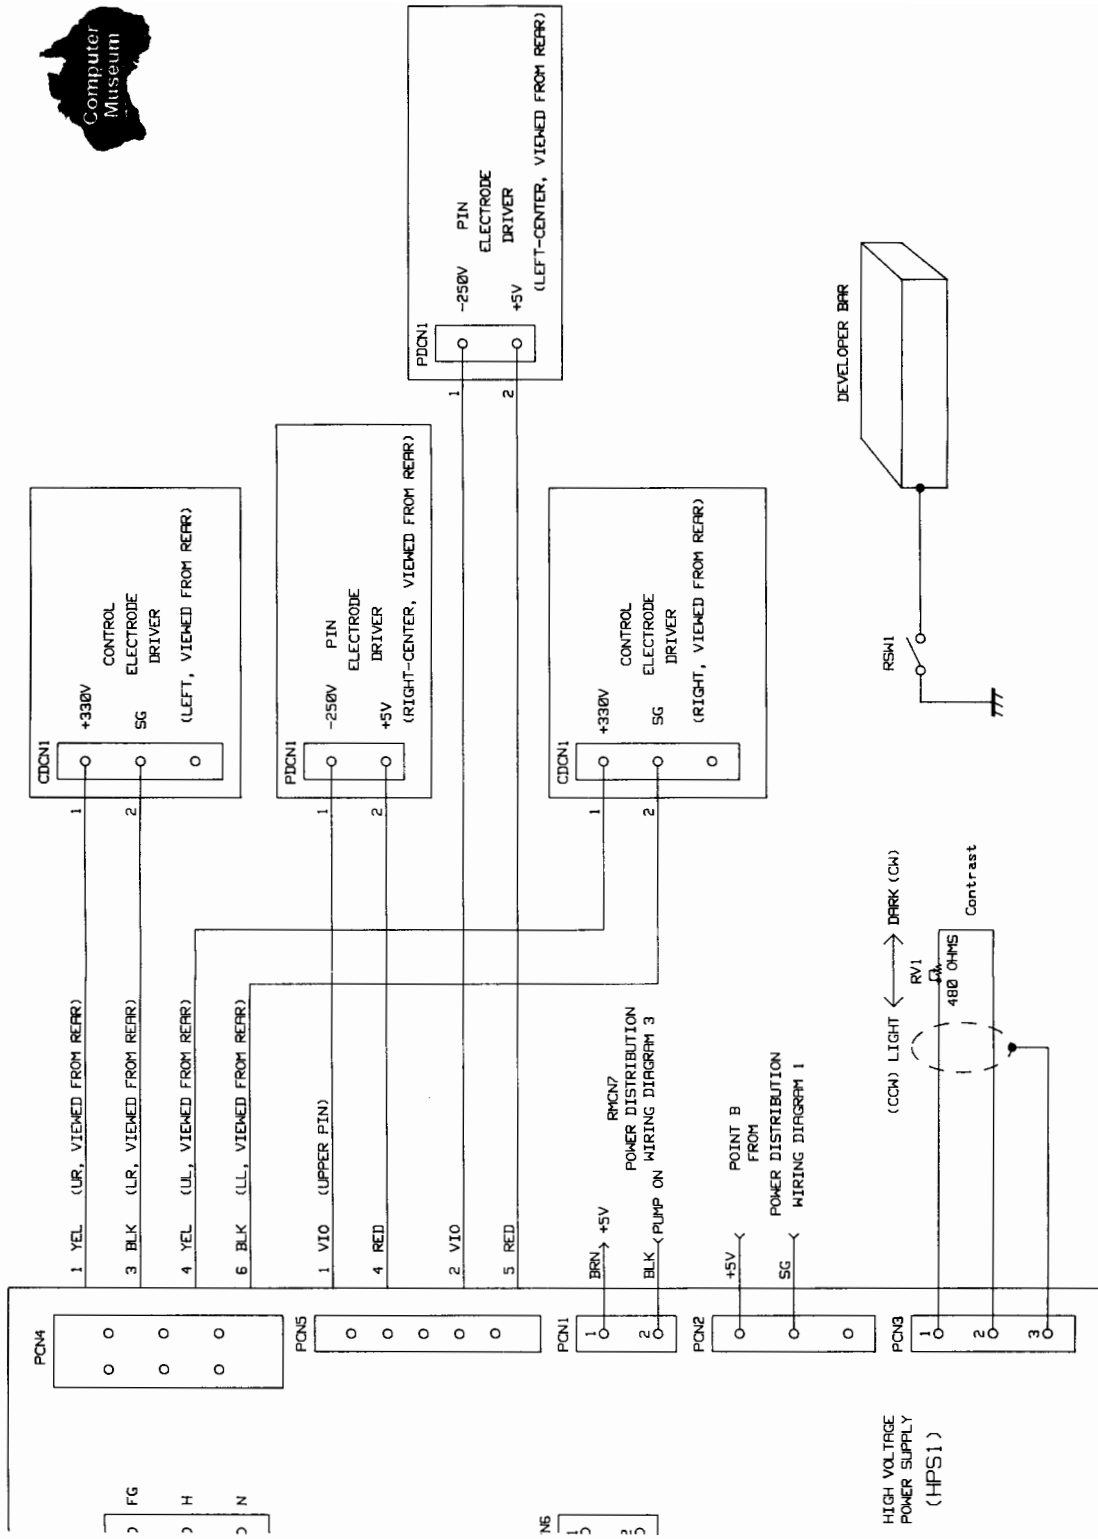 Computer
Museum
CDCN1
+330V
SG
CONTROL
ELECTRODE
DRIVER
(LEFT, VIEWED FROM REAR)
1
2
PDCN1
-250V
+5V
PIN
ELECTRODE
DRIVER
(RIGHT-CENTER, VIEWED FROM REAR)
1
2
PDCN1
-250V
+5V
PIN
ELECTRODE
DRIVER
(LEFT-CENTER, VIEWED FROM REAR)
1
2
CDCN1
+330V
SG
CONTROL
ELECTRODE
DRIVER
(RIGHT, VIEWED FROM REAR)
1
2
DEVELOPER BAR
RSW1
PCN4
1 YEL (UR, VIEWED FROM REAR)
3 BLK (LR, VIEWED FROM REAR)
4 YEL (UL, VIEWED FROM REAR)
6 BLK (LL, VIEWED FROM REAR)
PCN5
1 VIO (UPPER PIN)
4 RED
2 VIO
5 RED
PCN1
1
2
BRN
+5V
BLK
PUMP ON
RMCN7
POWER DISTRIBUTION
WIRING DIAGRAM 3
PCN2
+5V
SG
POINT B
FROM
POWER DISTRIBUTION
WIRING DIAGRAM 1
PCN3
1
2
3
(CCW) LIGHT
DARK (CW)
RV1
480 OHMS
Contrast
FG
H
N
HIGH VOLTAGE
POWER SUPPLY
(HPS1)